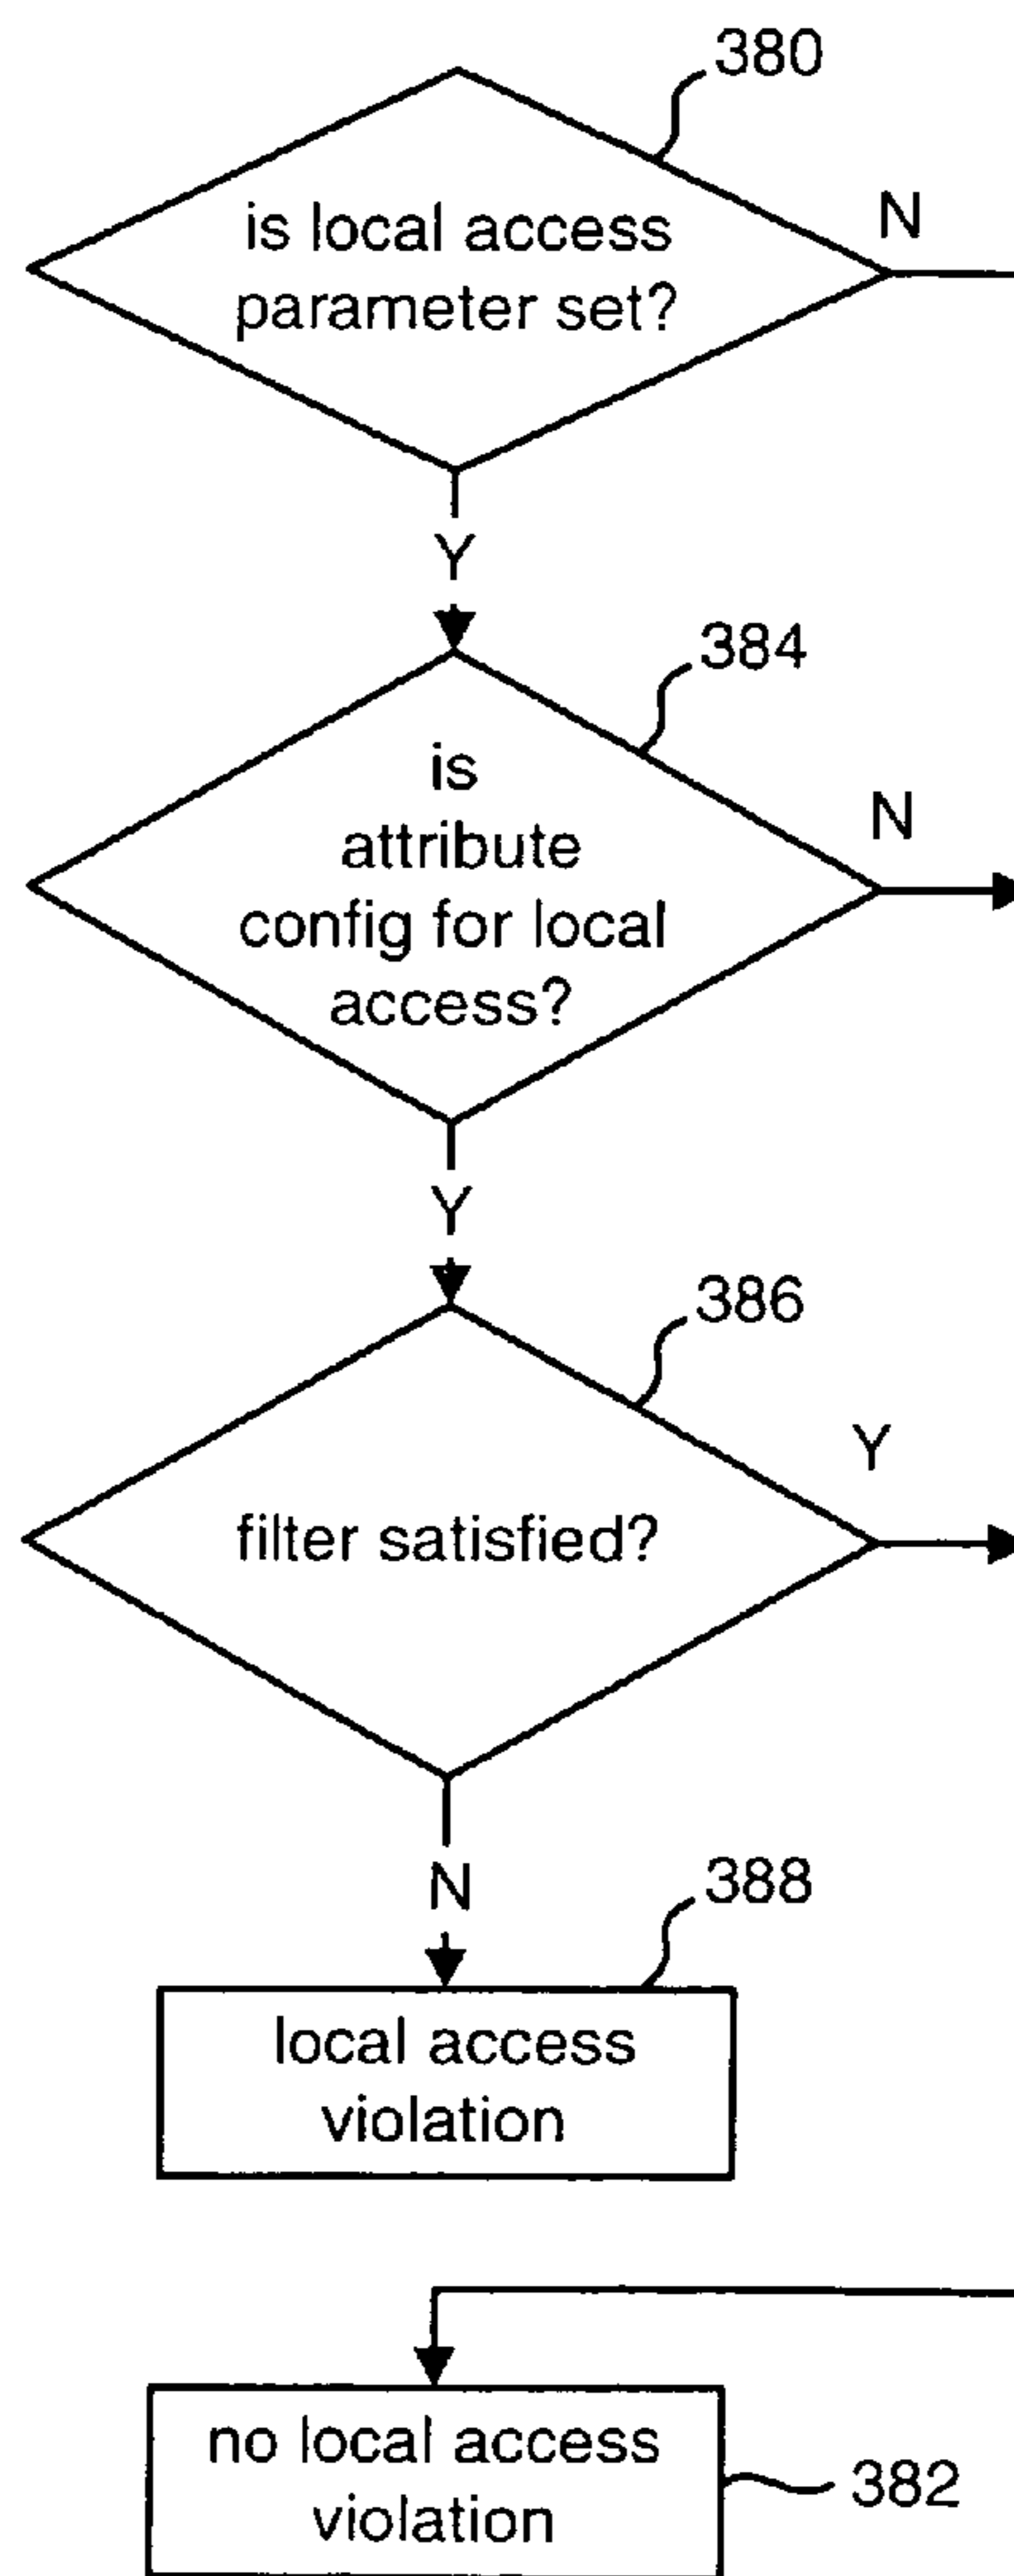 380
N
is local access
parameter set?
Y
384
is
N
attribute
config for local
access?
Y
386
Y
filter satisfied?
N
388
local access
violation
no local access
violation
382